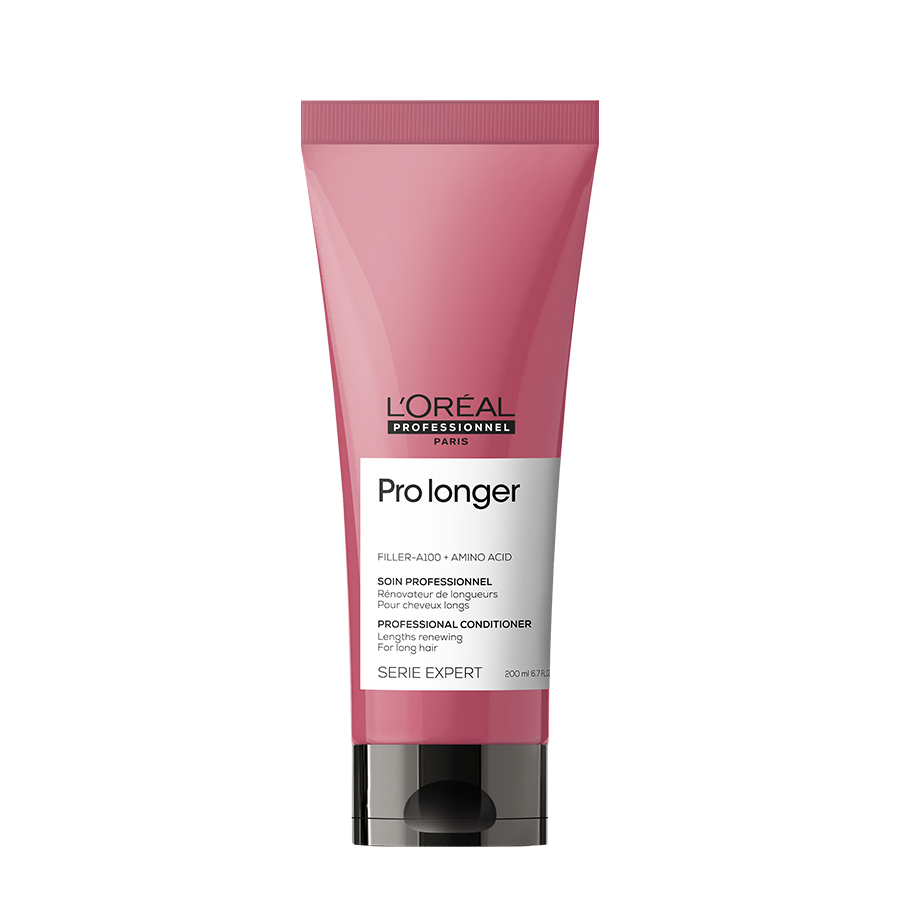 L'ORÉAL
PROFESSIONNEL
PARIS
Pro longer
FILLER-A100 + AMINO ACID
SOIN PROFESSIONNEL
Rénovateur de longueurs
Pour cheveux longs
PROFESSIONAL CONDITIONER
Lengths renewing
For long hair
SERIE EXPERT 200 ml 6.7